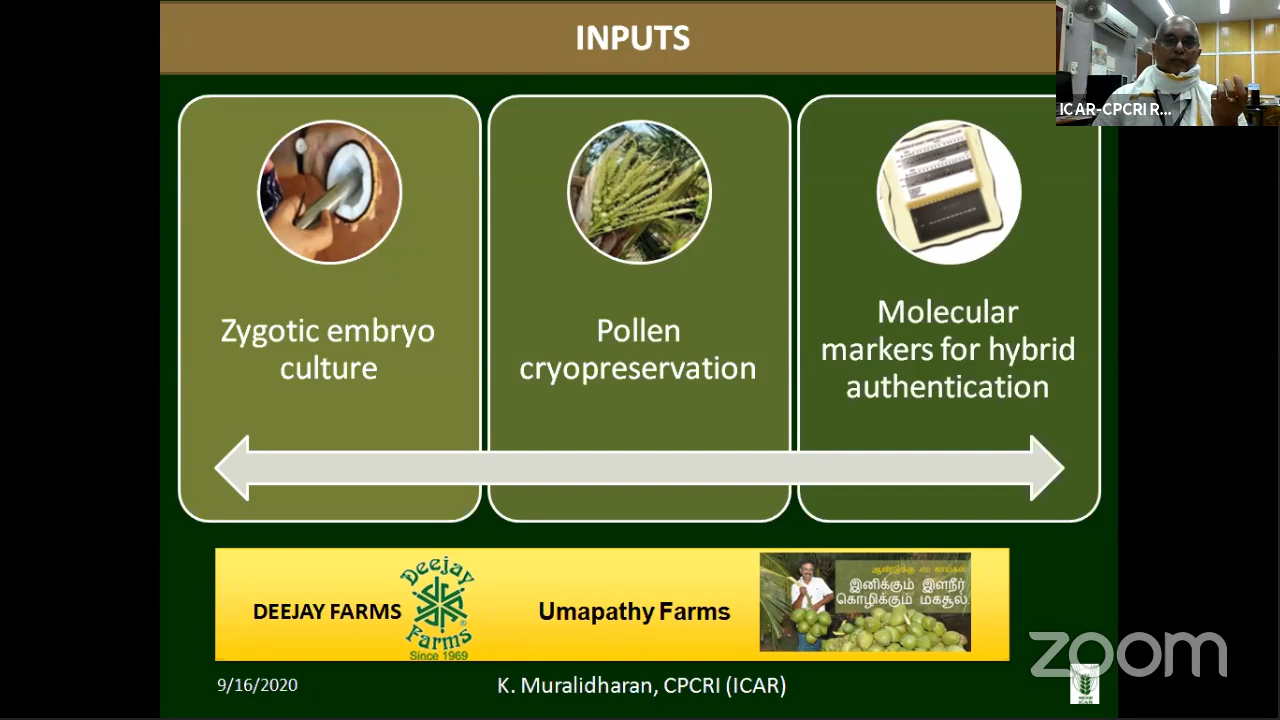 INPUTS
ICAR-CPCRI R...
Zygotic embryo
culture
Pollen
cryopreservation
Molecular
markers for hybrid
authentication
DEEJAY FARMS
Deejay
Farms
®
Since 1969
Umapathy Farms
இனிக்கும் இளநீர்
கொழிக்கும் மகசூல்
zoom
9/16/2020
K. Muralidharan, CPCRI (ICAR)
ICAR